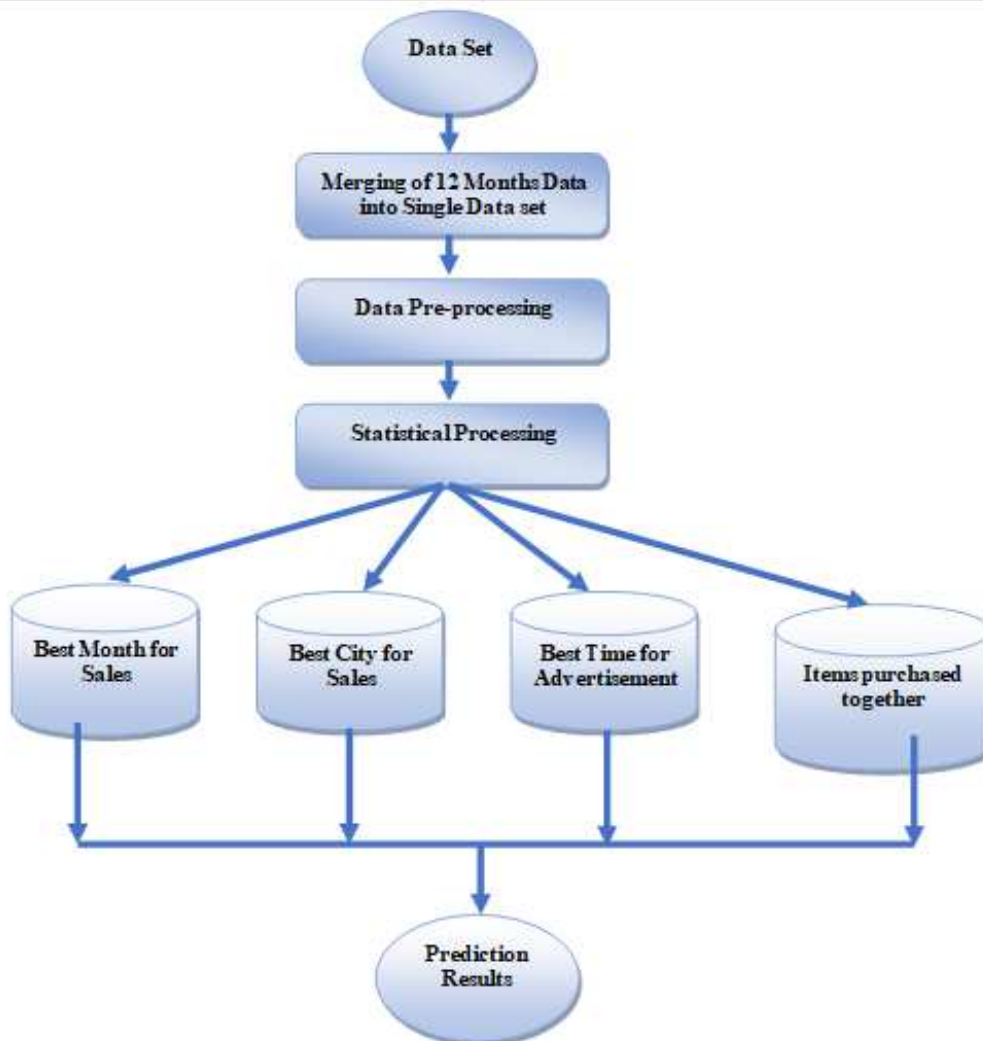 Data Set
Merging of 12 Months Data
into Single Data set
Data Pre-processing
Statistical Processing
Best Month for
Sales
Best City for
Sales
Best Time for
Advertisement
Items purchased
together
Prediction
Results